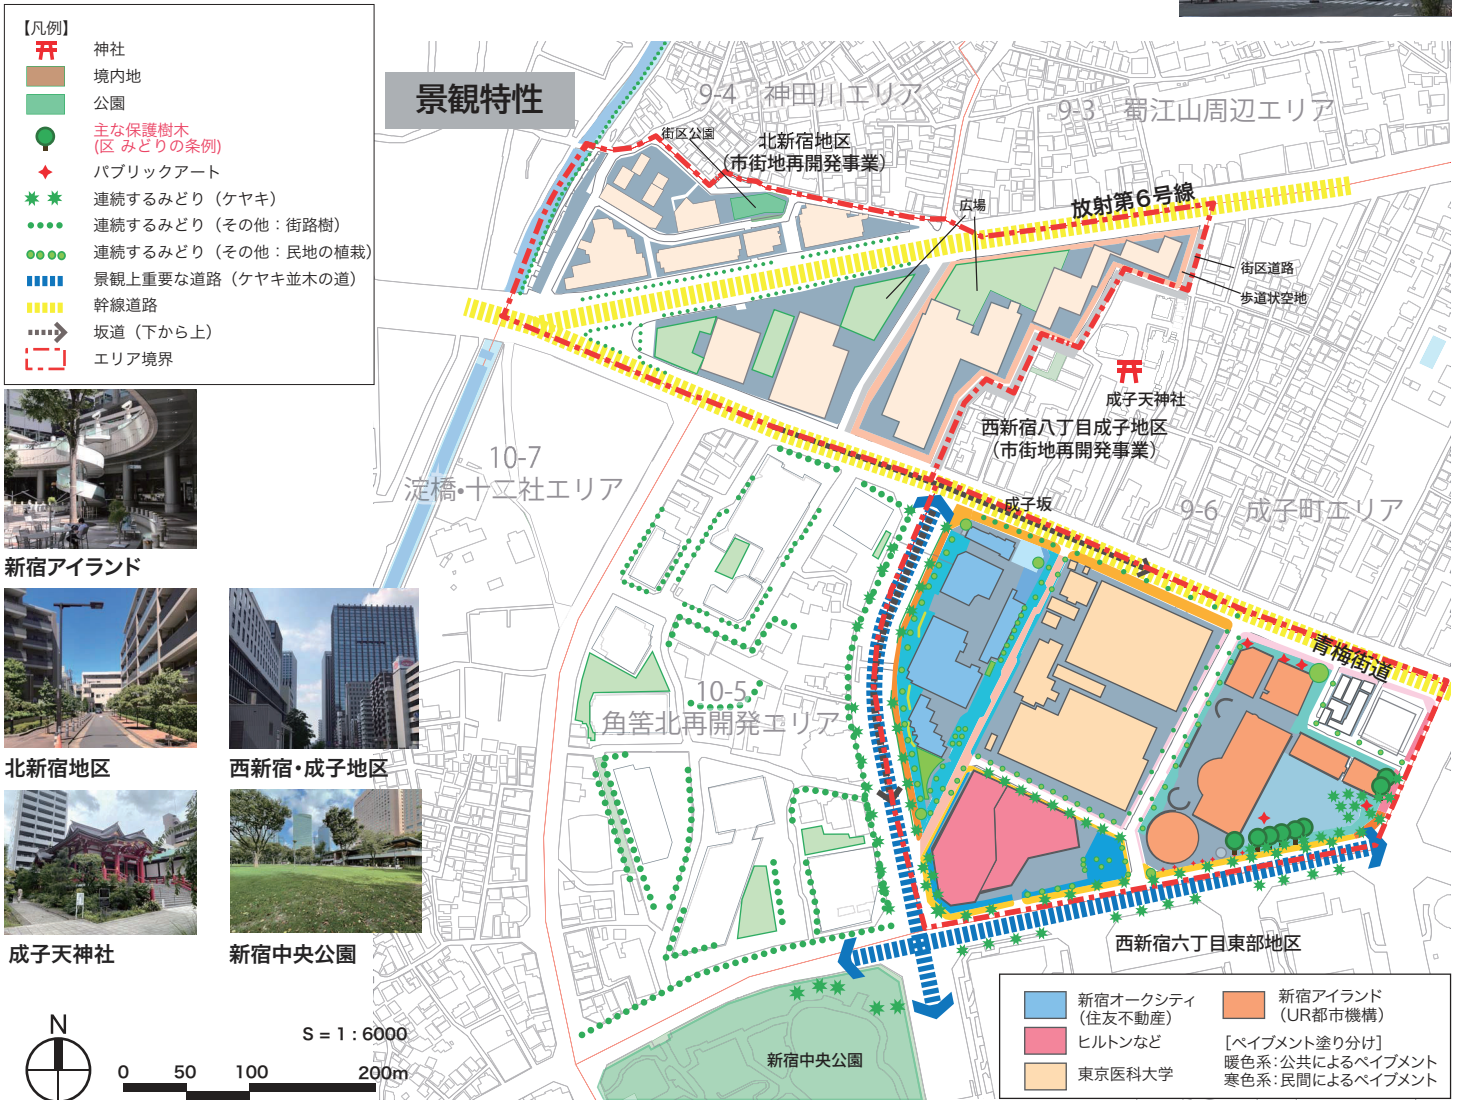 【凡例】
神社
境内地
公園
主な保護樹木
(区 みどりの条例)
パブリックアート
連続するみどり（ケヤキ）
連続するみどり（その他：街路樹）
連続するみどり（その他：民地の植栽）
景観上重要な道路（ケヤキ並木の道）
幹線道路
坂道（下から上）
エリア境界
景観特性
9-4 神田川エリア
9-3 蜀江山周辺エリア
街区公園
北新宿地区
（市街地再開発事業）
広場
放射第6号線
街区道路
歩道状空地
成子天神社
西新宿八丁目成子地区
（市街地再開発事業）
10-7
淀橋・十二社エリア
成子坂
9-6 成子町エリア
青梅街道
10-5
角筈北再開発エリア
西新宿六丁目東部地区
新宿中央公園
新宿アイランド
北新宿地区
西新宿・成子地区
成子天神社
新宿中央公園
N
S = 1 : 6000
0 50 100 200m
新宿オークシティ
(住友不動産)
ヒルトンなど
東京医科大学
新宿アイランド
（UR都市機構）
［ペイブメント塗り分け］
暖色系：公共によるペイブメント
寒色系：民間によるペイブメント